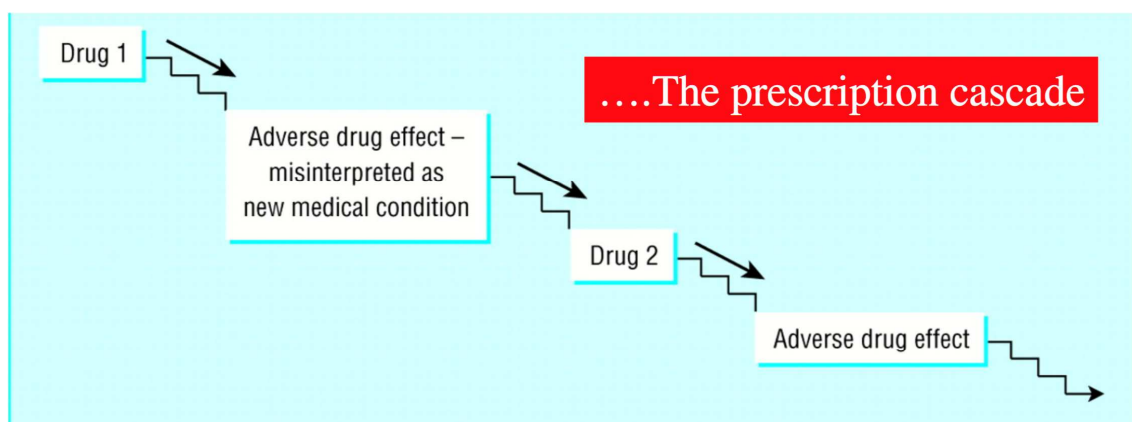 Drug 1
….The prescription cascade
Adverse drug effect –
misinterpreted as
new medical condition
Drug 2
Adverse drug effect